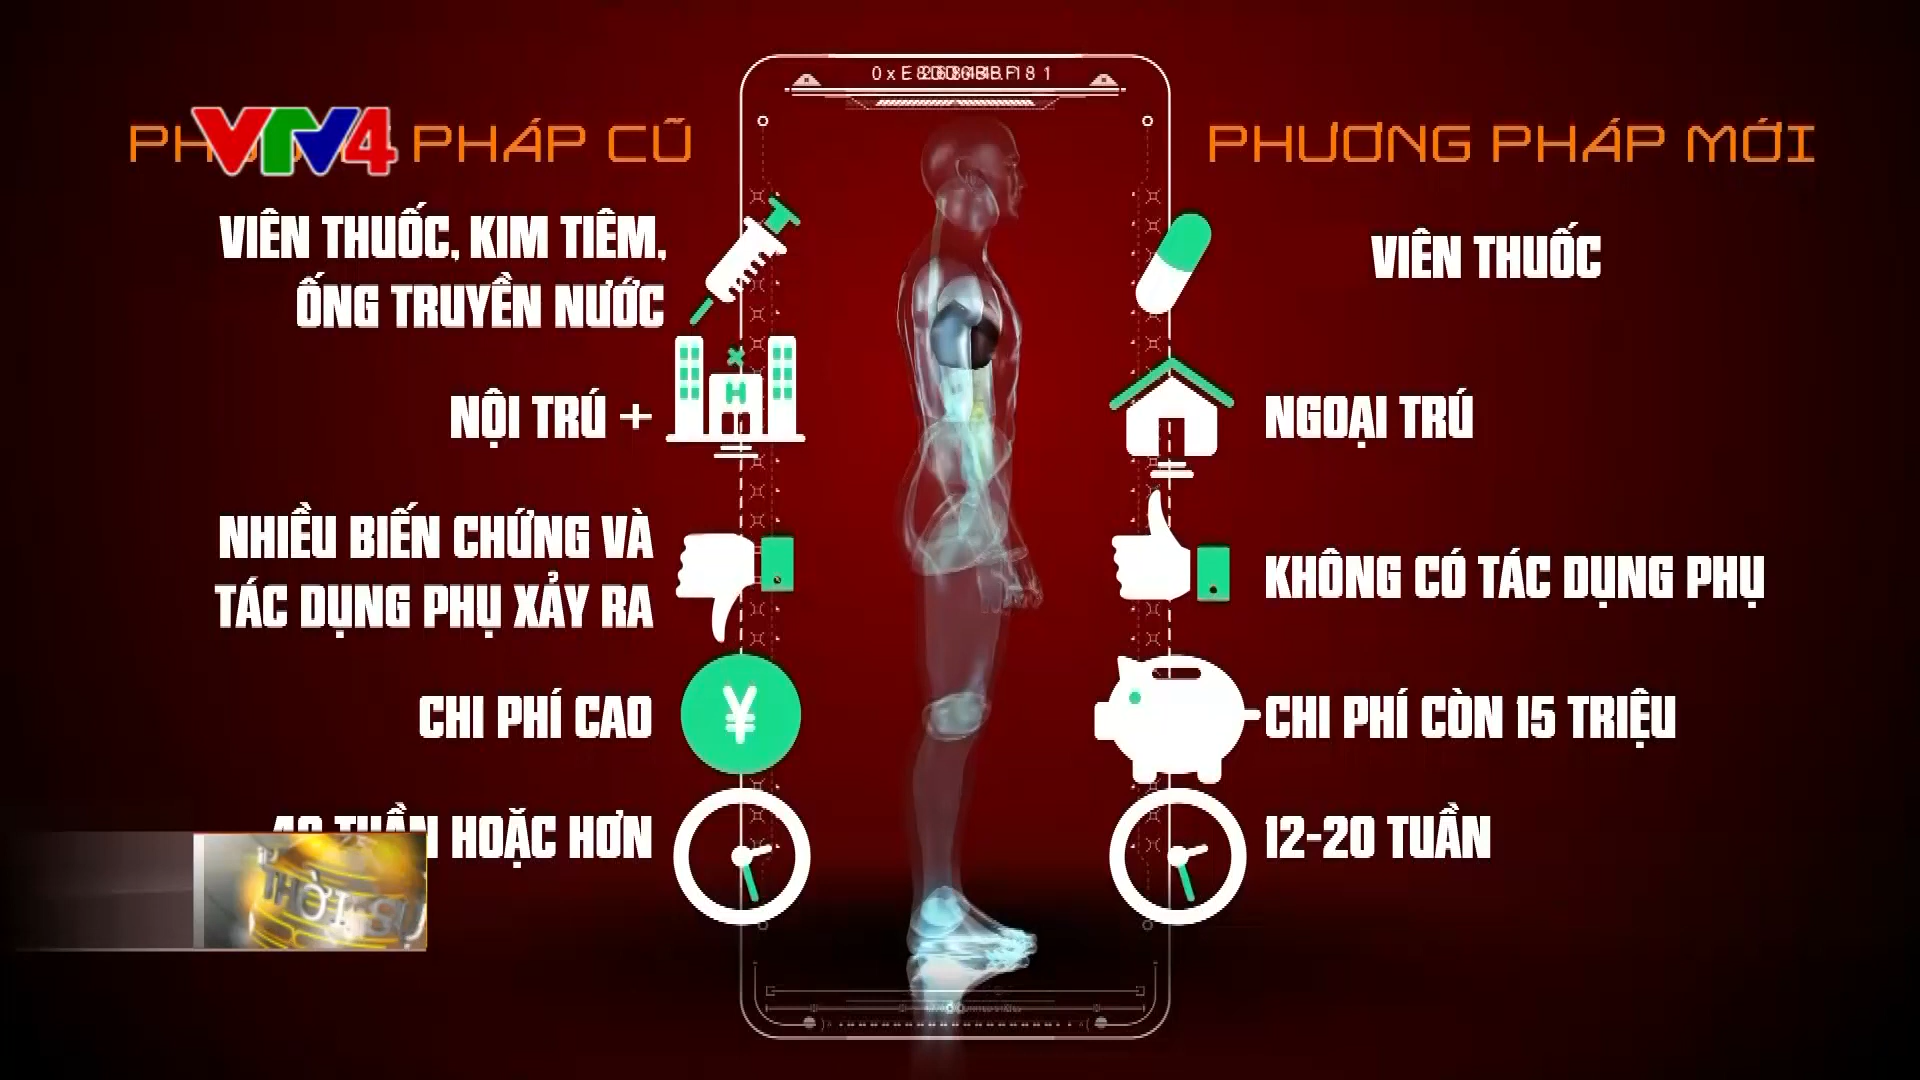 VTV4
PHÁP CŨ
PHƯƠNG PHÁP MỚI
VIÊN THUỐC, KIM TIÊM,
ỐNG TRUYỀN NƯỚC
VIÊN THUỐC
NỘI TRÚ +
H
NGOẠI TRÚ
NHIỀU BIẾN CHỨNG VÀ
TÁC DỤNG PHỤ XẢY RA
KHÔNG CÓ TÁC DỤNG PHỤ
CHI PHÍ CAO
¥
CHI PHÍ CÒN 15 TRIỆU
TUẦN HOẶC HƠN
12-20 TUẦN
THỜI SỰ